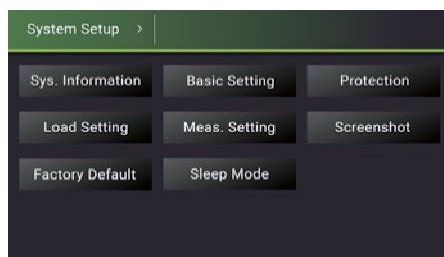 System Setup >
Sys. Information Basic Setting Protection
Load Setting Meas. Setting Screenshot
Factory Default Sleep Mode